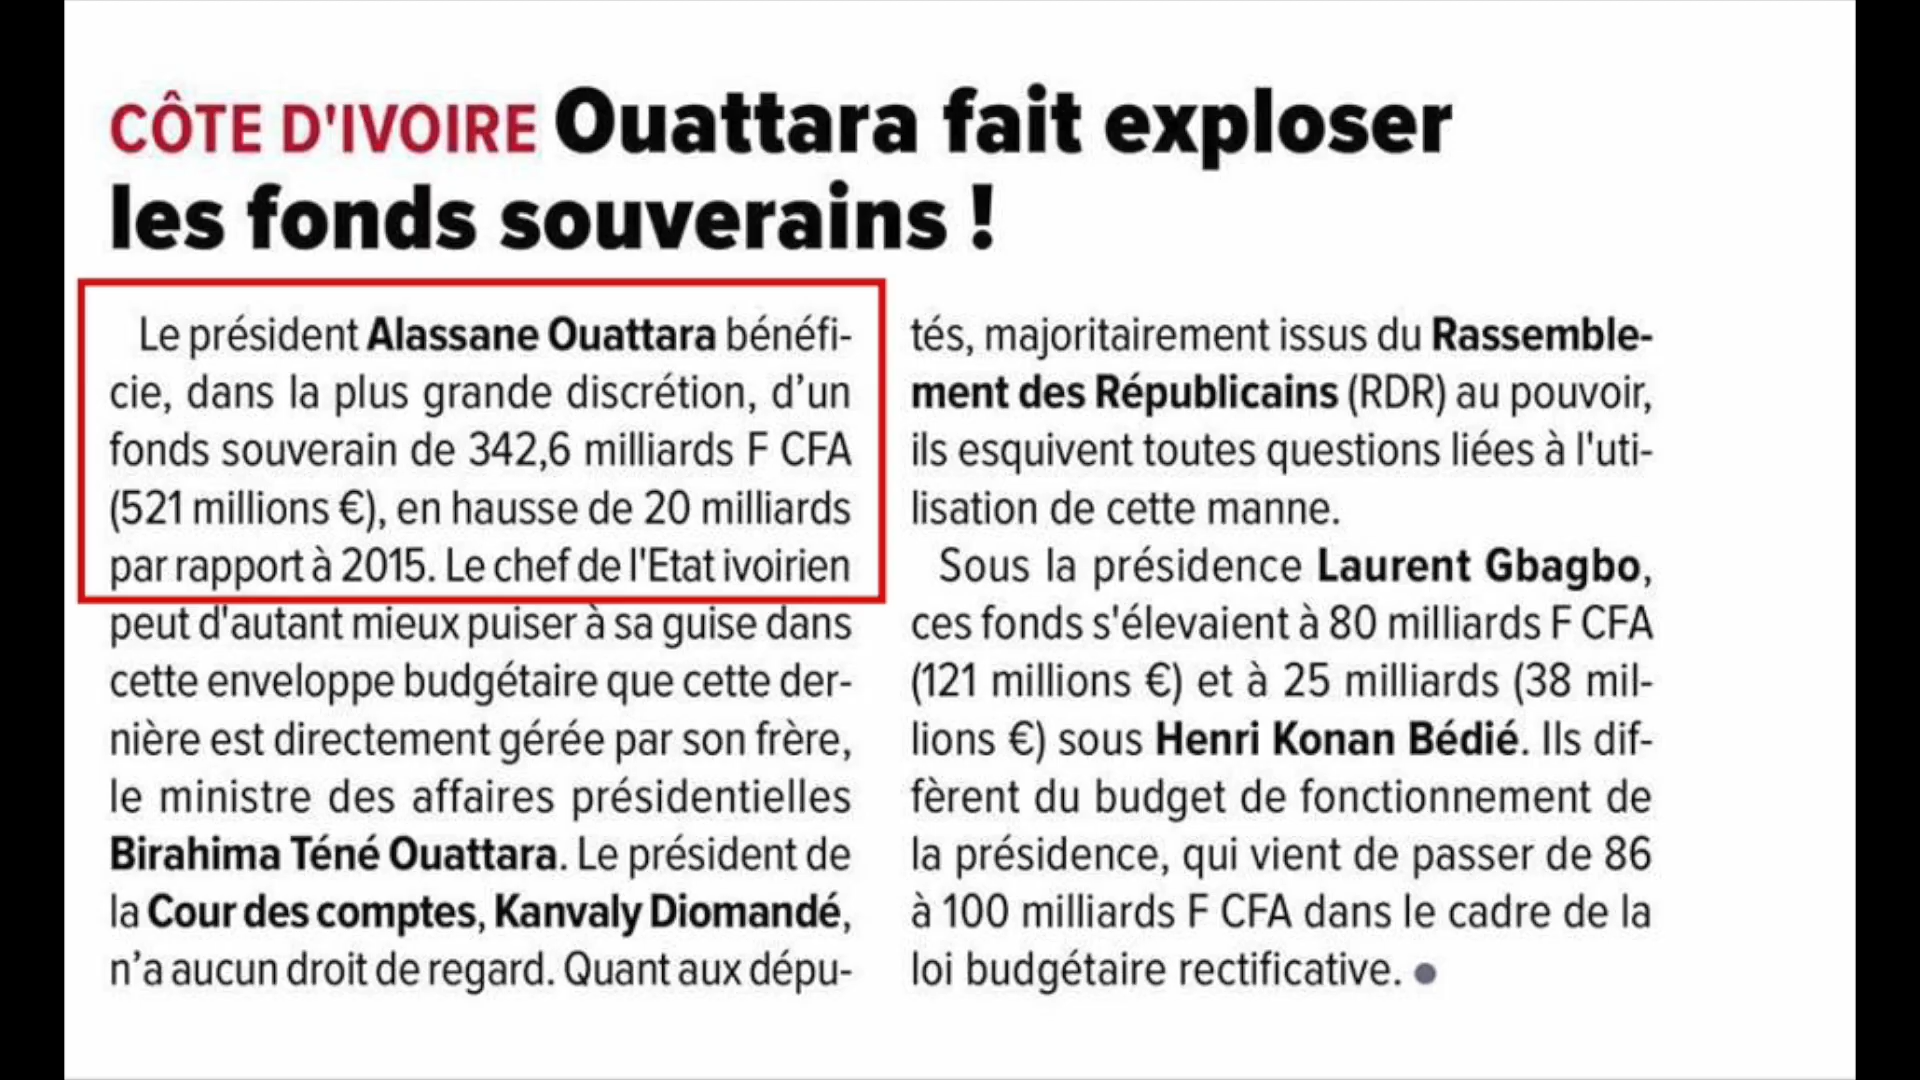 CÔTE D'IVOIRE Ouattara fait exploser
les fonds souverains !
Le président Alassane Ouattara bénéfi-
cie, dans la plus grande discrétion, d’un
fonds souverain de 342,6 milliards F CFA
(521 millions €), en hausse de 20 milliards
par rapport à 2015. Le chef de l'Etat ivoirien
peut d'autant mieux puiser à sa guise dans
cette enveloppe budgétaire que cette der-
nière est directement gérée par son frère,
le ministre des affaires présidentielles
Birahima Téné Ouattara. Le président de
la Cour des comptes, Kanvaly Diomandé,
n’a aucun droit de regard. Quant aux dépu-
tés, majoritairement issus du Rassemble-
ment des Républicains (RDR) au pouvoir,
ils esquivent toutes questions liées à l'uti-
lisation de cette manne.
Sous la présidence Laurent Gbagbo,
ces fonds s'élevaient à 80 milliards F CFA
(121 millions €) et à 25 milliards (38 mil-
lions €) sous Henri Konan Bédié. Ils dif-
fèrent du budget de fonctionnement de
la présidence, qui vient de passer de 86
à 100 milliards F CFA dans le cadre de la
loi budgétaire rectificative.